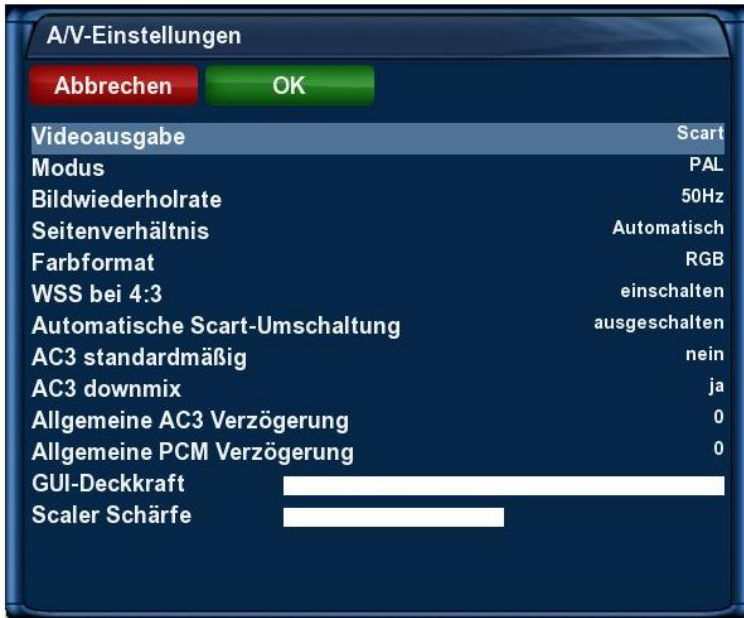 A/V-Einstellungen
Abbrechen OK
Videoausgabe Scart
Modus PAL
Bildwiederholrate 50Hz
Seitenverhältnis Automatisch
Farbformat RGB
WSS bei 4:3 einschalten
Automatische Scart-Umschaltung ausgeschalten
AC3 standardmäßig nein
AC3 downmix ja
Allgemeine AC3 Verzögerung 0
Allgemeine PCM Verzögerung 0
GUI-Deckkraft
Scaler Schärfe